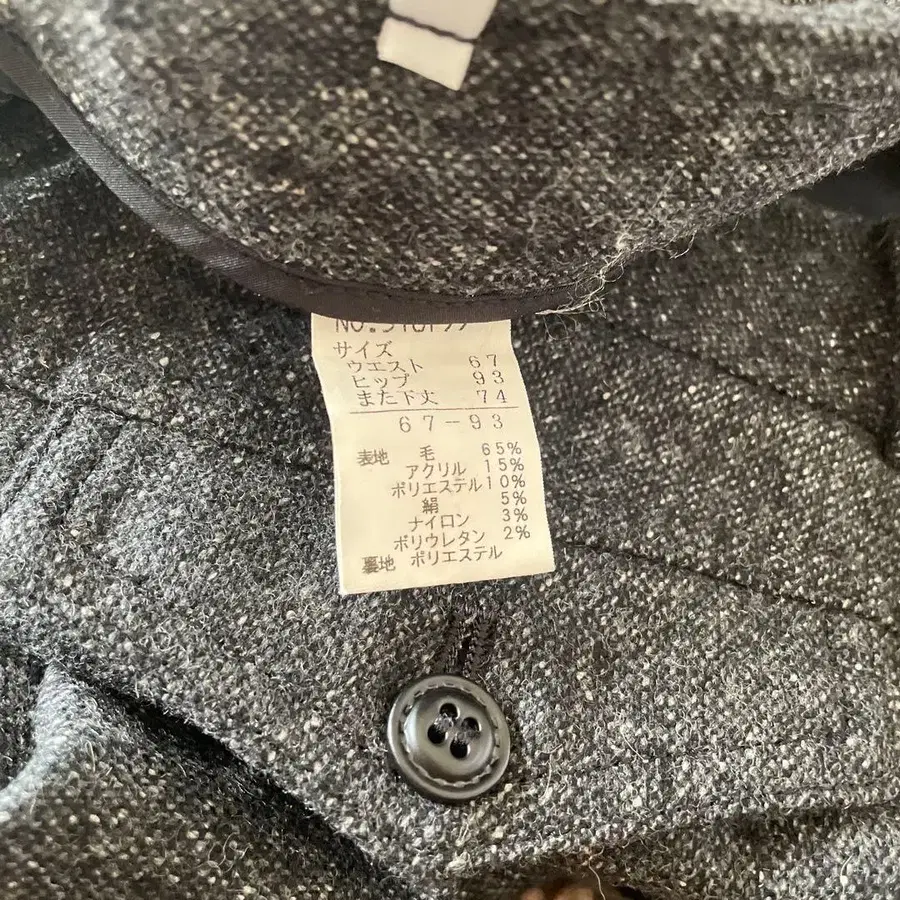 サイズ
ウエスト 67
ヒップ 93
また下丈 74
67-93
表地 毛 65%
アクリル 15%
ポリエステル10%
絹 5%
ナイロン 3%
ポリウレタン 2%
裏地 ポリエステル